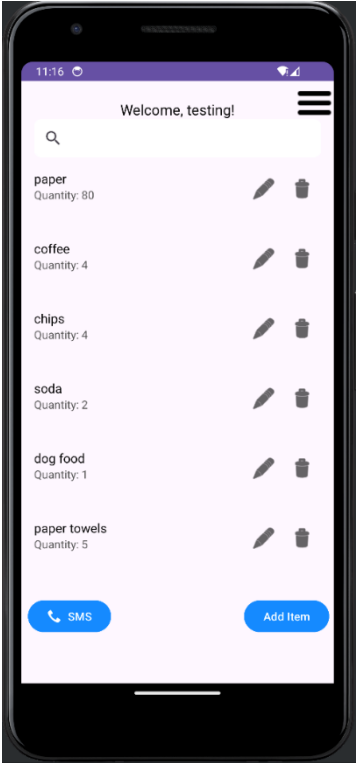 11:16
Welcome, testing!
paper
Quantity: 80
coffee
Quantity: 4
chips
Quantity: 4
soda
Quantity: 2
dog food
Quantity: 1
paper towels
Quantity: 5
SMS
Add Item